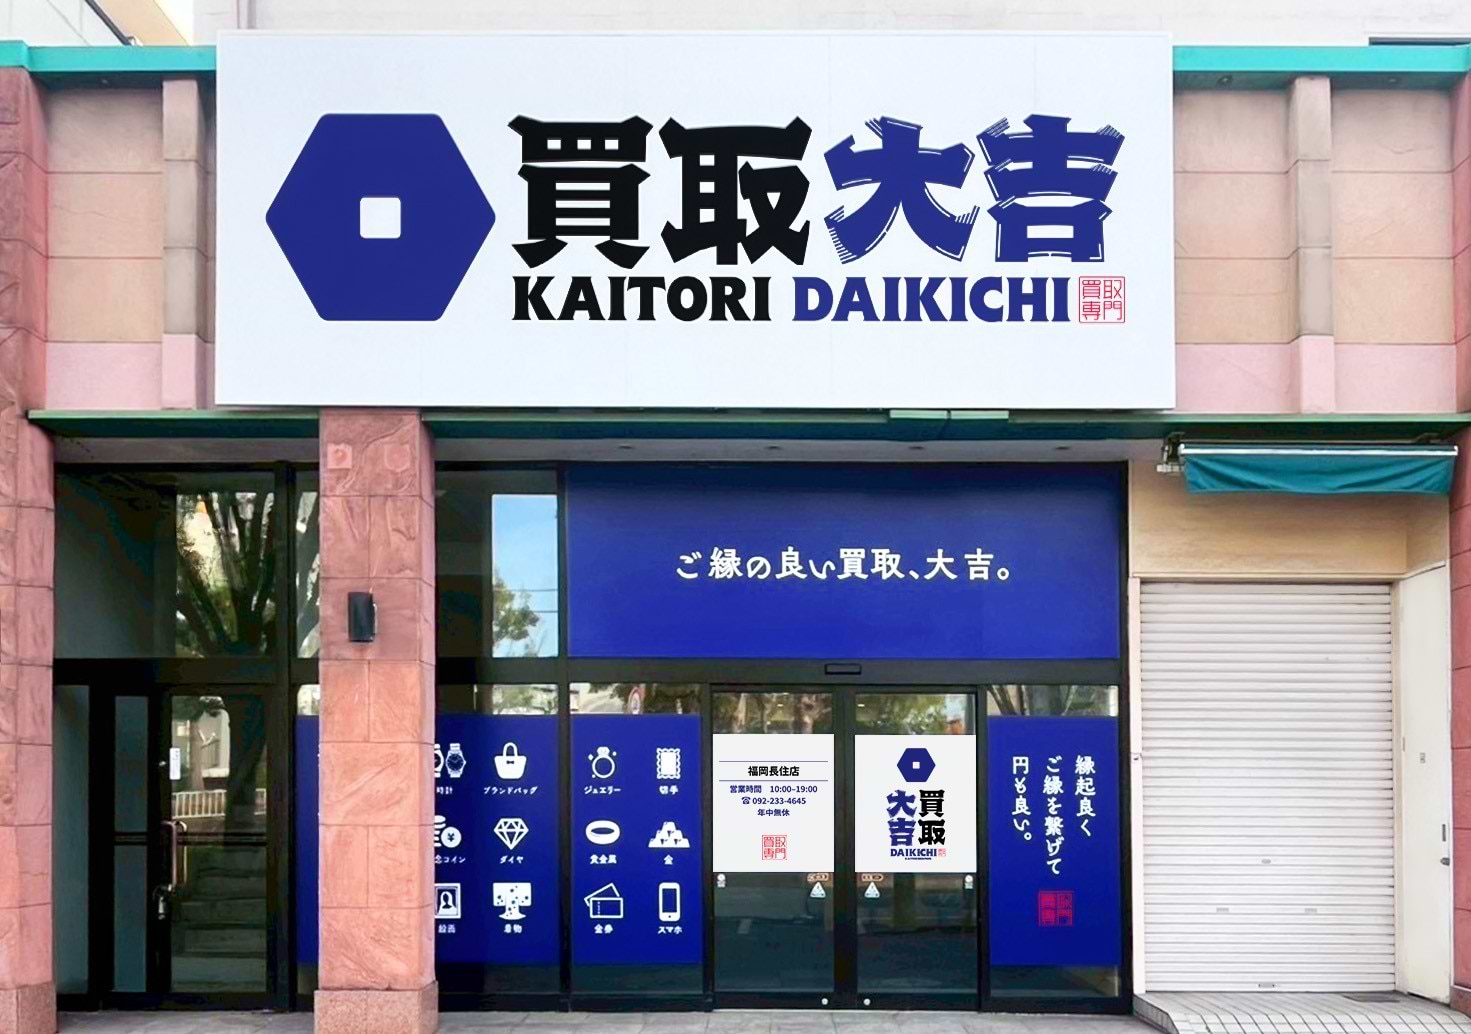 買取大吉
KAITORI DAIKICHI
買取
専門
ご縁の良い買取、大吉。
時計
ブランドバッグ
ジュエリー
切手
念コイン
ダイヤ
貴金属
金
絵画
着物
金券
スマホ
福岡長住店
営業時間 10:00–19:00
☎ 092-233-4645
年中無休
買取
専門
買取
大吉
DAIKICHI
縁起良く
ご縁を繋げて
円も良い。
買取
専門